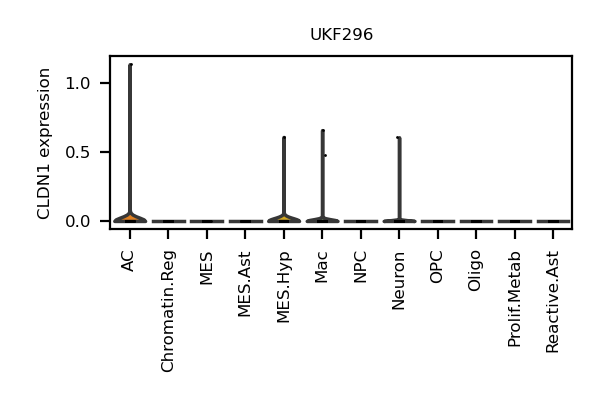 UKF296
CLDN1 expression
1.0
0.5
0.0
AC
Chromatin.Reg
MES
MES.Ast
MES.Hyp
Mac
NPC
Neuron
OPC
Oligo
Prolif.Metab
Reactive.Ast